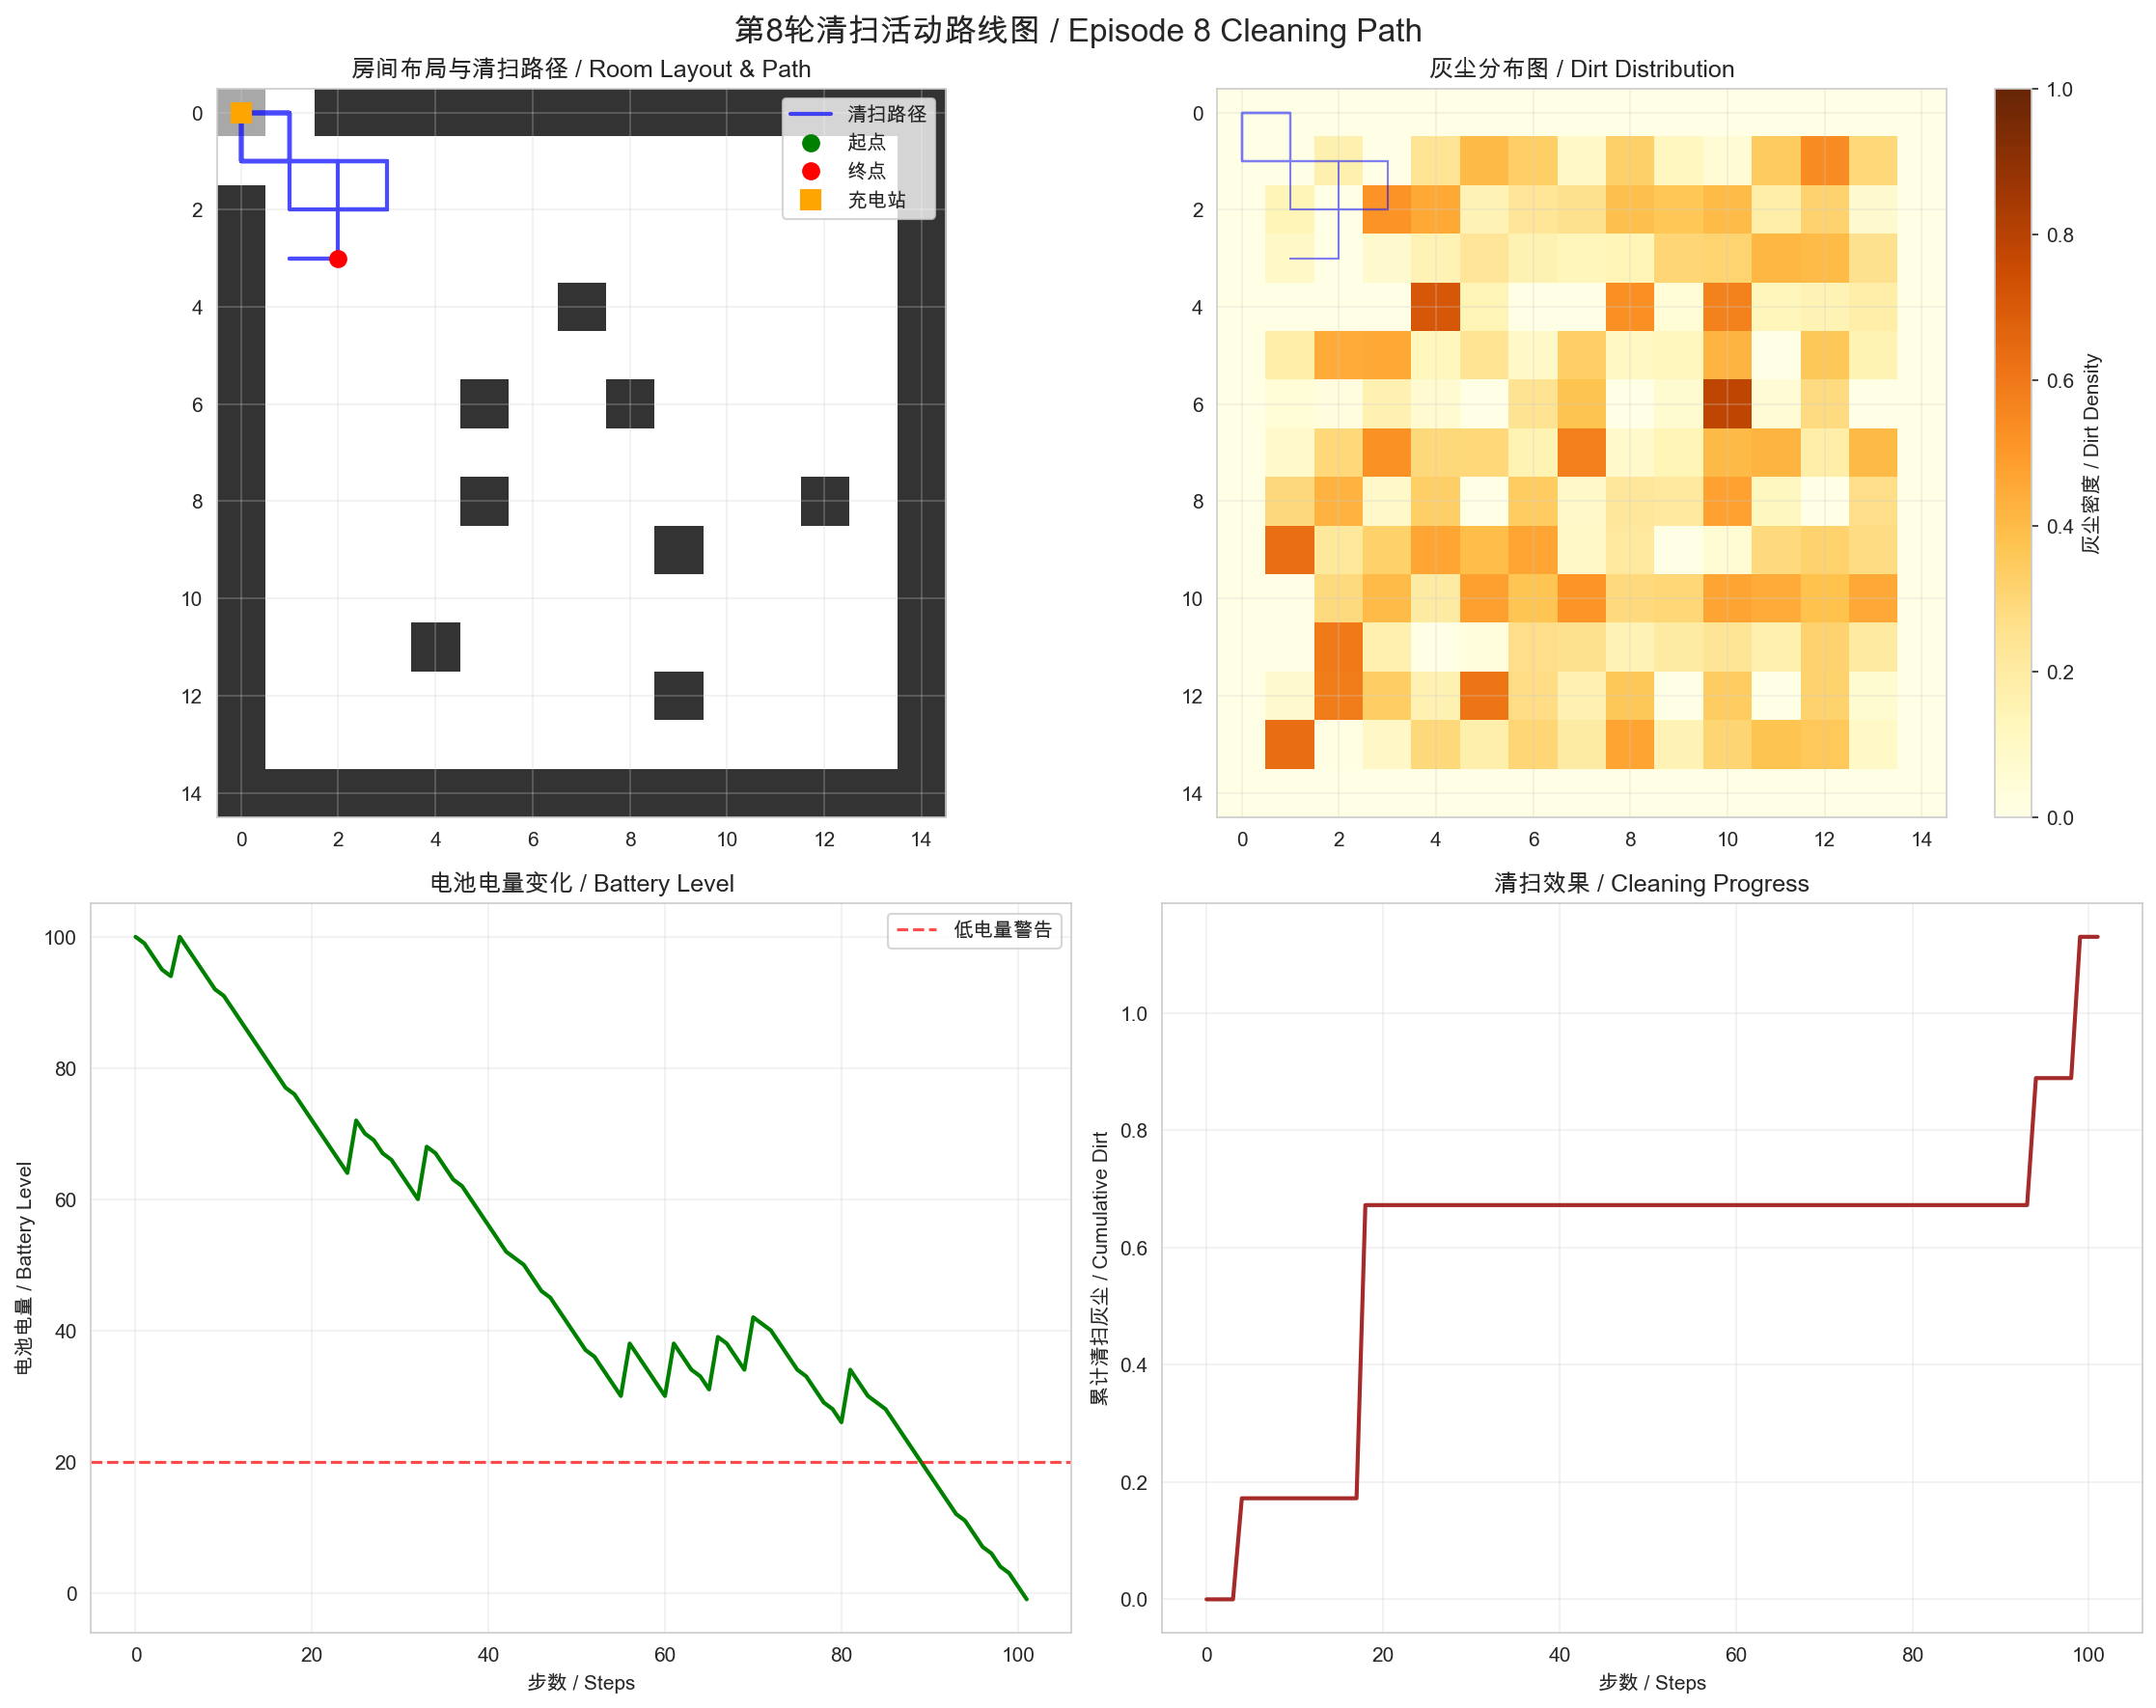 第8轮清扫活动路线图 / Episode 8 Cleaning Path
房间布局与清扫路径 / Room Layout & Path
清扫路径
起点
终点
充电站
0
2
4
6
8
10
12
14
0 2 4 6 8 10 12 14
灰尘分布图 / Dirt Distribution
0
2
4
6
8
10
12
14
0 2 4 6 8 10 12 14
1.0
0.8
0.6
0.4
0.2
0.0
灰尘密度 / Dirt Density
电池电量变化 / Battery Level
低电量警告
电池电量 / Battery Level
100
80
60
40
20
0
0 20 40 60 80 100
步数 / Steps
清扫效果 / Cleaning Progress
累计清扫灰尘 / Cumulative Dirt
1.0
0.8
0.6
0.4
0.2
0.0
0 20 40 60 80 100
步数 / Steps